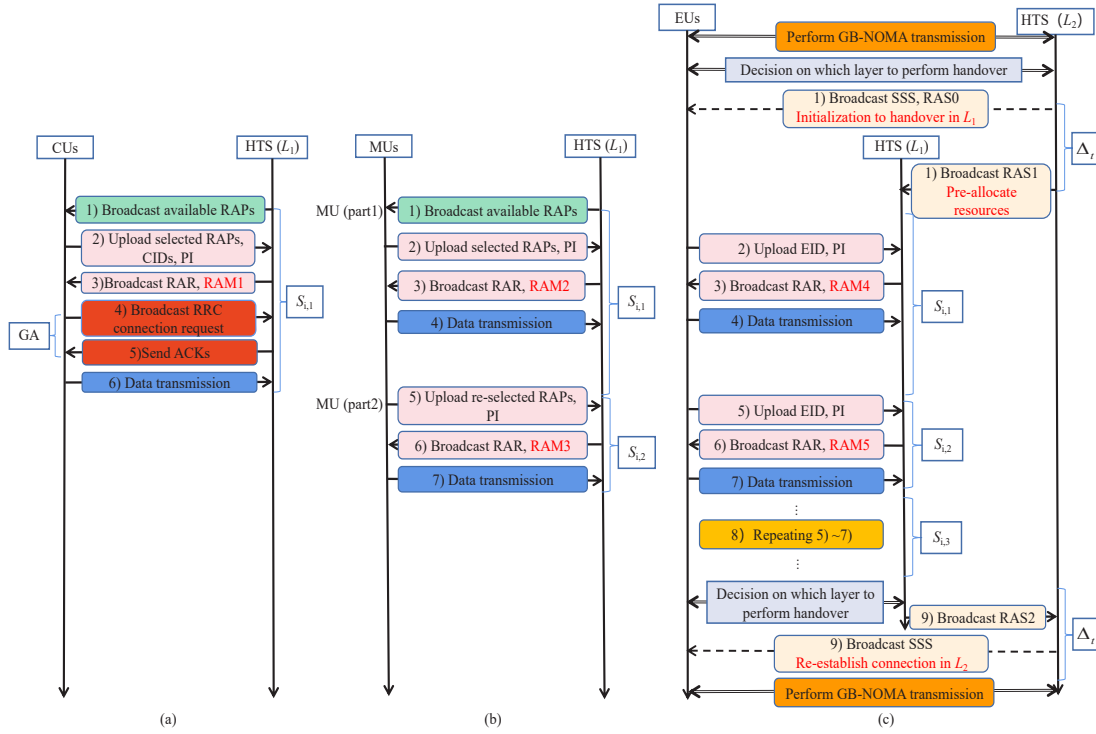 CUs
HTS (L1)
1) Broadcast available RAPs
2) Upload selected RAPs,
CIDs, PI
3)Broadcast RAR, RAM1
4) Broadcast RRC
connection request
5)Send ACKs
6) Data transmission
GA
Si,1
(a)
MUs
HTS (L1)
MU (part1)
1) Broadcast available RAPs
2) Upload selected RAPs, PI
3) Broadcast RAR, RAM2
4) Data transmission
Si,1
MU (part2)
5) Upload re-selected RAPs,
PI
6) Broadcast RAR, RAM3
7) Data transmission
Si,2
(b)
EUs
HTS (L2)
Perform GB-NOMA transmission
Decision on which layer to perform handover
1) Broadcast SSS, RAS0
Initialization to handover in L1
Δt
HTS (L1)
1) Broadcast RAS1
Pre-allocate
resources
2) Upload EID, PI
3) Broadcast RAR, RAM4
4) Data transmission
Si,1
5) Upload EID, PI
6) Broadcast RAR, RAM5
7) Data transmission
Si,2
⋮
8) Repeating 5) ~7)
⋮
Si,3
Decision on which layer to
perform handover
9) Broadcast RAS2
9) Broadcast SSS
Re-establish connection in L2
Δt
Perform GB-NOMA transmission
(c)